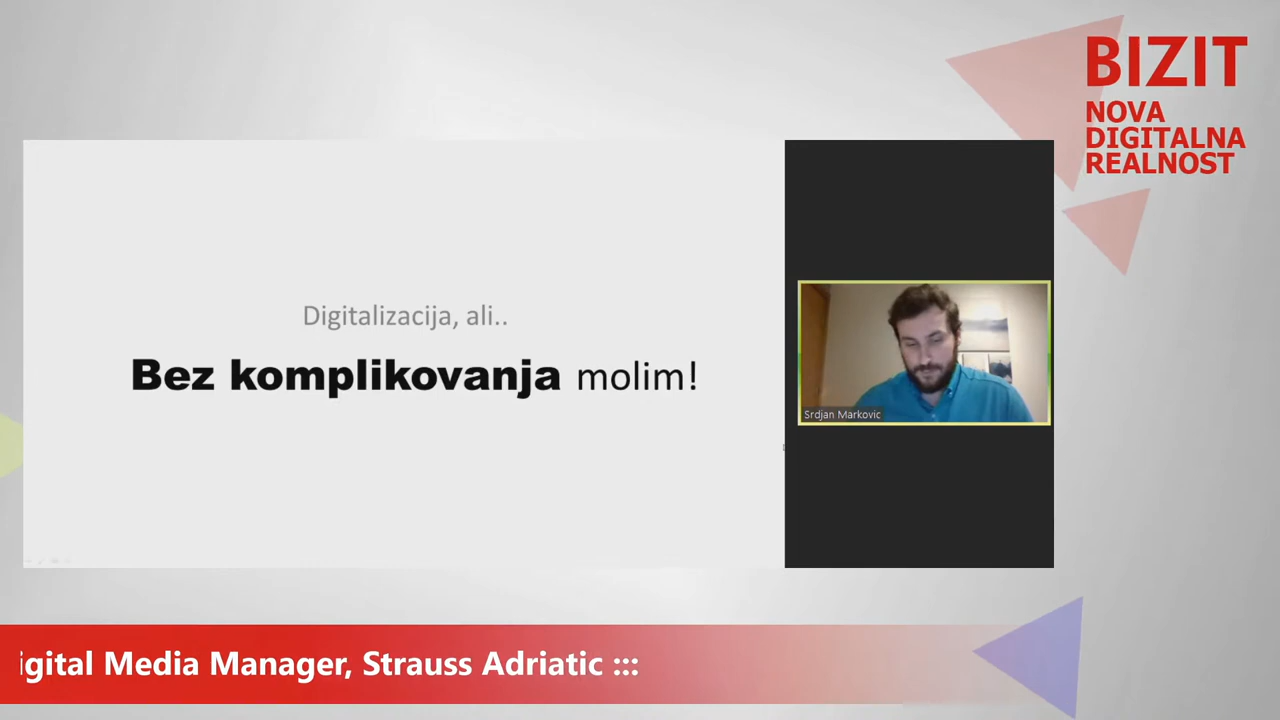 BIZIT
NOVA
DIGITALNA
REALNOST
Digitalizacija, ali..
Bez komplikovanja molim!
Srdjan Markovic
igital Media Manager, Strauss Adriatic :::